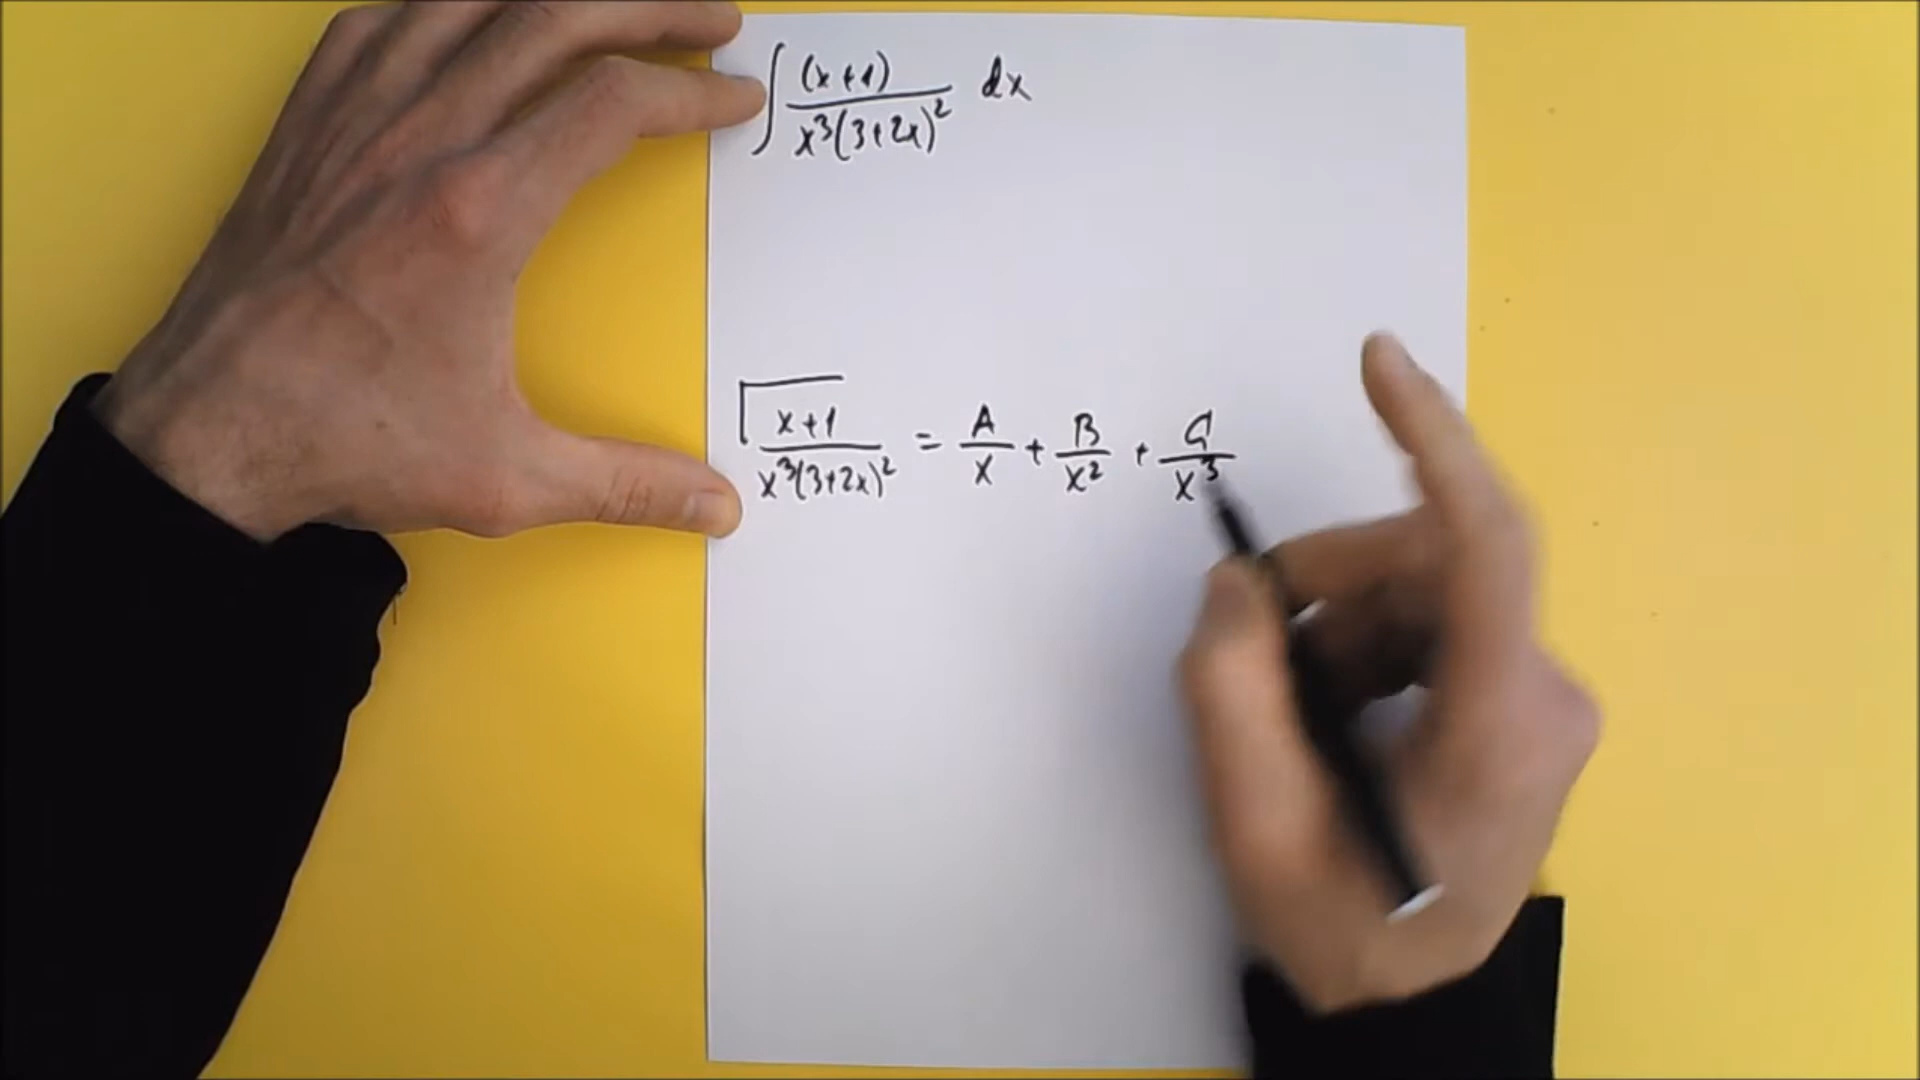 ∫ (x+1) / x³(3+2x)² dx
x+1 / x³(3+2x)² = A/x + B/x² + C/x³